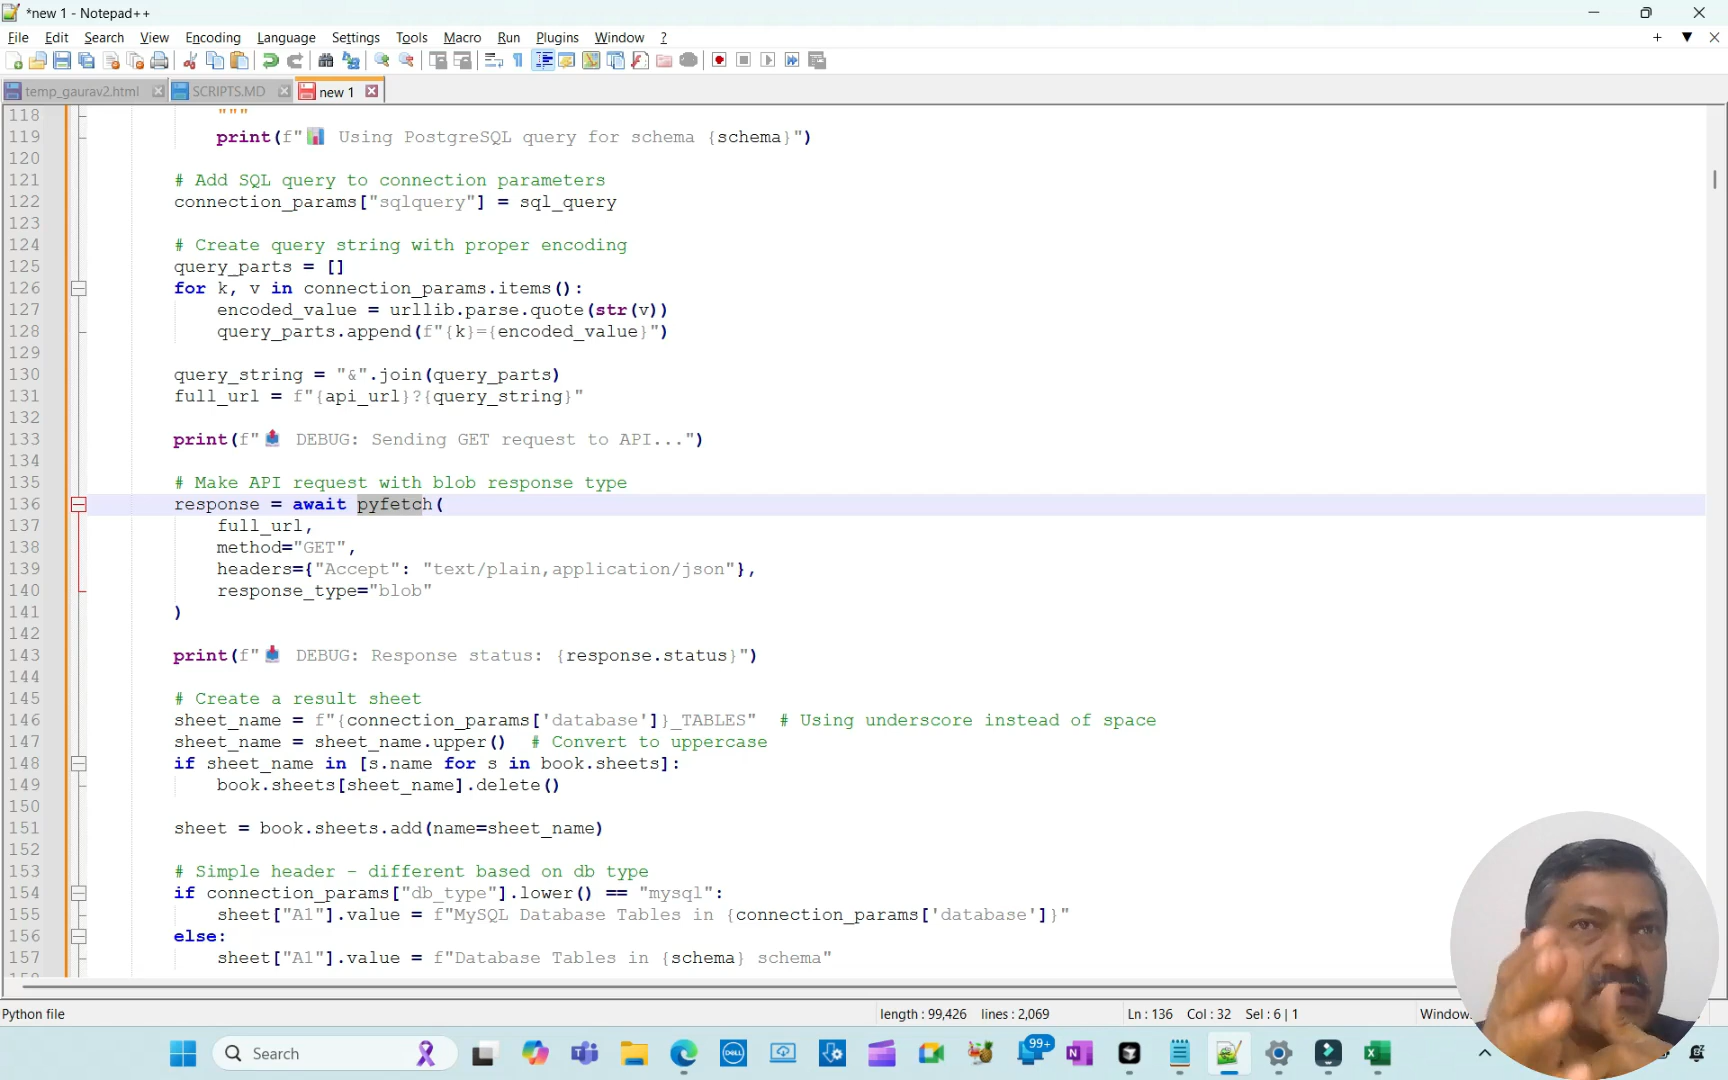 *new 1 - Notepad++
File Edit Search View Encoding Language Settings Tools Macro Run Plugins Window ?
temp_gaurav2.html SCRIPTS.MD new 1
118 """
119 print(f"📊 Using PostgreSQL query for schema {schema}")
120
121 # Add SQL query to connection parameters
122 connection_params["sqlquery"] = sql_query
123
124 # Create query string with proper encoding
125 query_parts = []
126 for k, v in connection_params.items():
127 encoded_value = urllib.parse.quote(str(v))
128 query_parts.append(f"{k}={encoded_value}")
129
130 query_string = "&".join(query_parts)
131 full_url = f"{api_url}?{query_string}"
132
133 print(f"📤 DEBUG: Sending GET request to API...")
134
135 # Make API request with blob response type
136 response = await pyfetch(
137 full_url,
138 method="GET",
139 headers={"Accept": "text/plain,application/json"},
140 response_type="blob"
141 )
142
143 print(f"📥 DEBUG: Response status: {response.status}")
144
145 # Create a result sheet
146 sheet_name = f"{connection_params['database']}_TABLES" # Using underscore instead of space
147 sheet_name = sheet_name.upper() # Convert to uppercase
148 if sheet_name in [s.name for s in book.sheets]:
149 book.sheets[sheet_name].delete()
150
151 sheet = book.sheets.add(name=sheet_name)
152
153 # Simple header - different based on db type
154 if connection_params["db_type"].lower() == "mysql":
155 sheet["A1"].value = f"MySQL Database Tables in {connection_params['database']}"
156 else:
157 sheet["A1"].value = f"Database Tables in {schema} schema"
Python file length : 99,426 lines : 2,069 Ln : 136 Col : 32 Sel : 6 | 1 Window
Search 99+